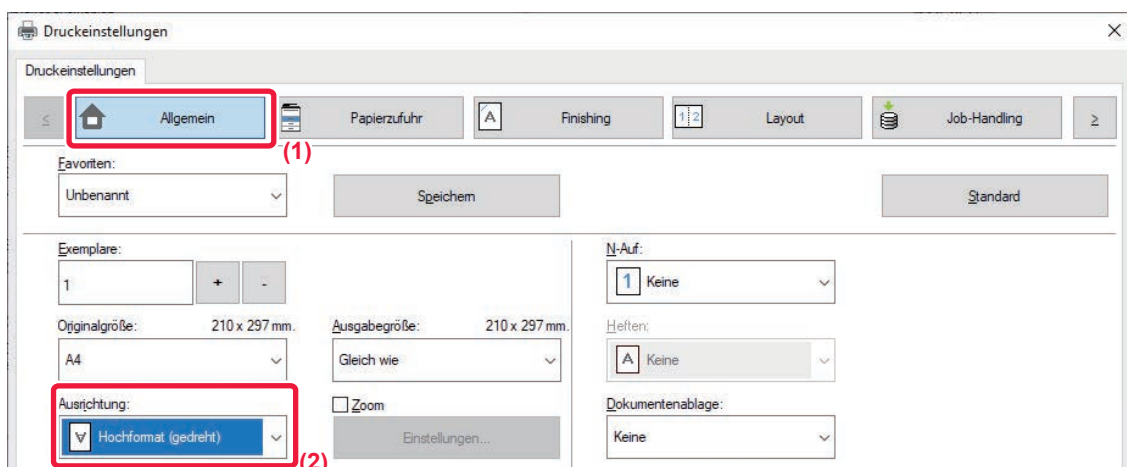 Druckeinstellungen
Druckeinstellungen
< Allgemein Papierzufuhr A Finishing 1 2 Layout Job-Handling >
(1)
Favoriten:
Unbenannt Speichern Standard
Exemplare: N-Auf:
1 + - 1 Keine
Originalgröße: 210 x 297 mm. Ausgabegröße: 210 x 297 mm. Heften:
A4 Gleich wie A Keine
Ausrichtung: Zoom Dokumentenablage:
A Hochformat (gedreht) Einstellungen... Keine
(2)